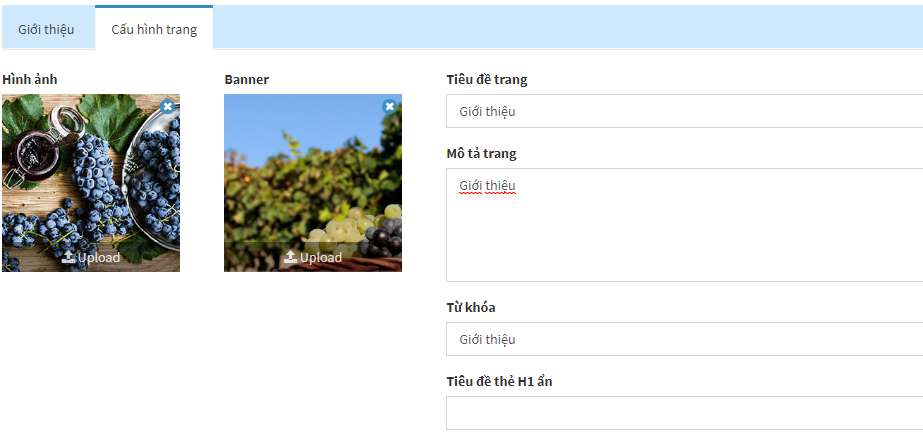 Giới thiệu
Cấu hình trang
Hình ảnh
Banner
Upload
Upload
Tiêu đề trang
Giới thiệu
Mô tả trang
Giới thiệu
Từ khóa
Giới thiệu
Tiêu đề thẻ H1 ẩn